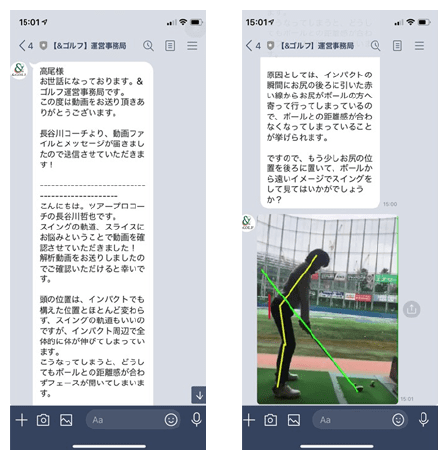 15:01
4 【&ゴルフ】運営事務局
高尾様
お世話になっております。&
ゴルフ運営事務局です。
この度は動画をお送り頂きあ
りがとうございます。
長谷川コーチより、動画ファイ
ルとメッセージが届きまし
たので送信させていただきま
す！
こんにちは。ツアープロコー
チの長谷川哲也です。
スイングの軌道、スライスに
お悩みということで動画を確
認させていただきました！
解析動画をお送りしましたの
でご確認いただけると幸いで
す。
頭の位置は、インパクトでも
構えた位置とほとんど変わら
ず、スイングの軌道もいいの
ですが、インパクト周辺で全
体的に体が伸びてしまってい
ます。
こうなってしまうと、どうし
てもボールとの距離感が合わ
ずフェースが開いてしまいま
す。
Aa
15:01
4 【&ゴルフ】運営事務局
原因としては、インパクトの
瞬間にお尻の後ろに引いた赤
い線からお尻がボールの方へ
寄って行ってしまっているの
で、ボールとの距離感が合わ
なくなってしまっていること
が挙げられます。
ですので、もう少しお尻の位
置を後ろに置いて、ボールか
ら遠いイメージでスイングを
して見てはいかがでしょう
か？
15:00
15:01
Aa